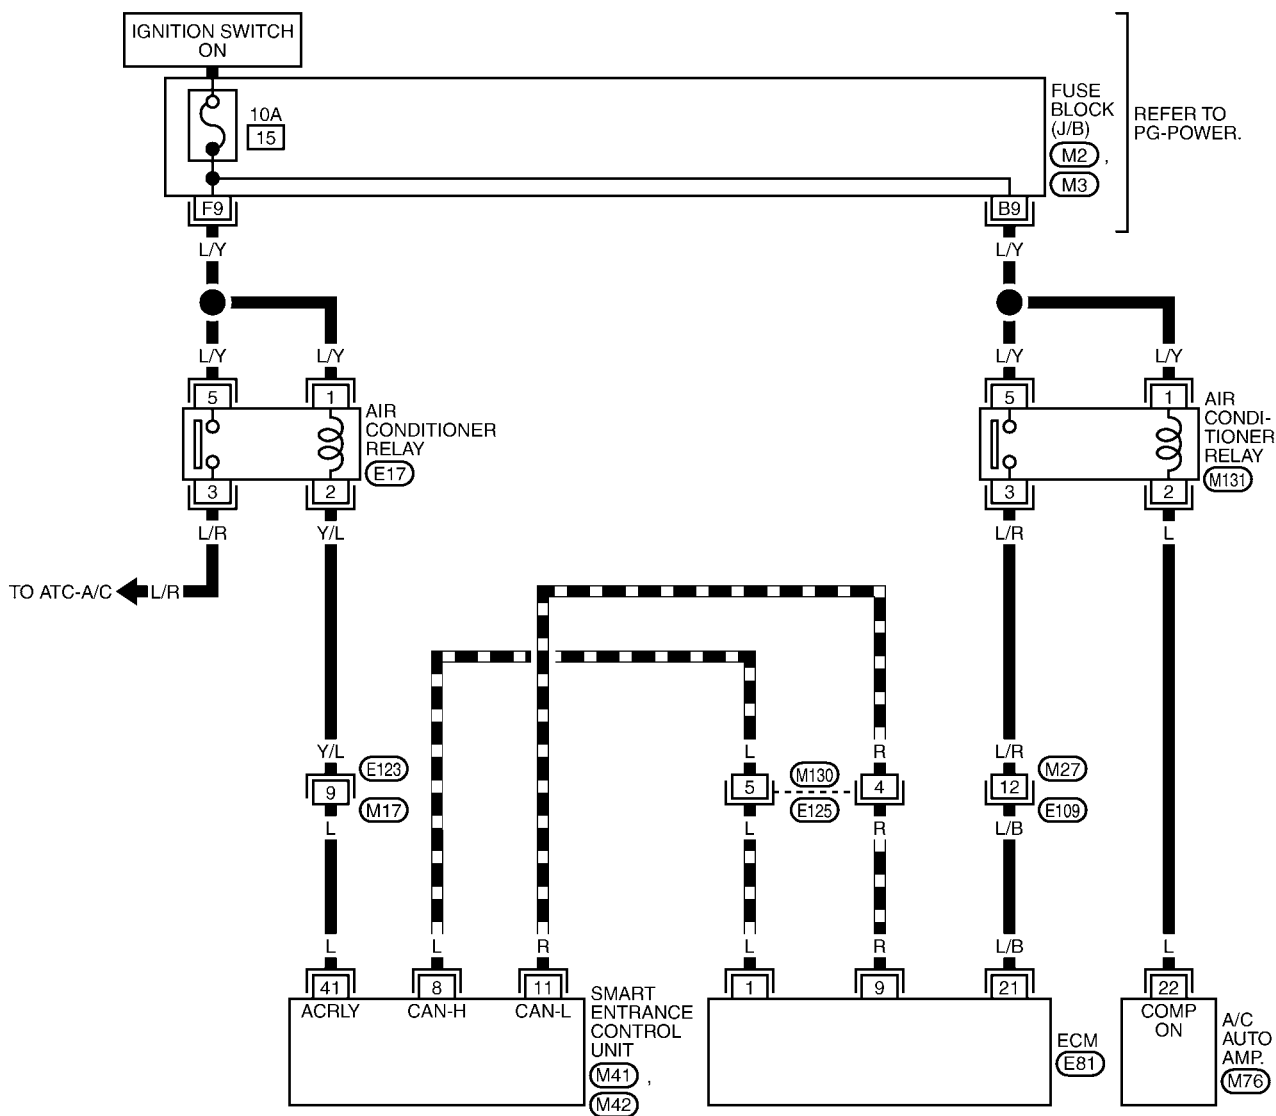 IGNITION SWITCH
ON
10A
15
FUSE
BLOCK
(J/B)
M2 ,
M3
REFER TO
PG-POWER.
F9
B9
L/Y
L/Y
L/Y
L/Y
L/Y
L/Y
5
1
5
1
AIR
CONDITIONER
RELAY
E17
AIR
CONDI-
TIONER
RELAY
M131
3
2
3
2
L/R
Y/L
L/R
L
TO ATC-A/C
L/R
Y/L
L
R
L/R
E123
9
M17
5
M130
E125
4
12
M27
E109
L
L
R
L/B
L
L
R
L
R
L/B
L
41
8
11
1
9
21
22
ACRLY
CAN-H
CAN-L
SMART
ENTRANCE
CONTROL
UNIT
M41 ,
M42
ECM
E81
COMP
ON
A/C
AUTO
AMP.
M76